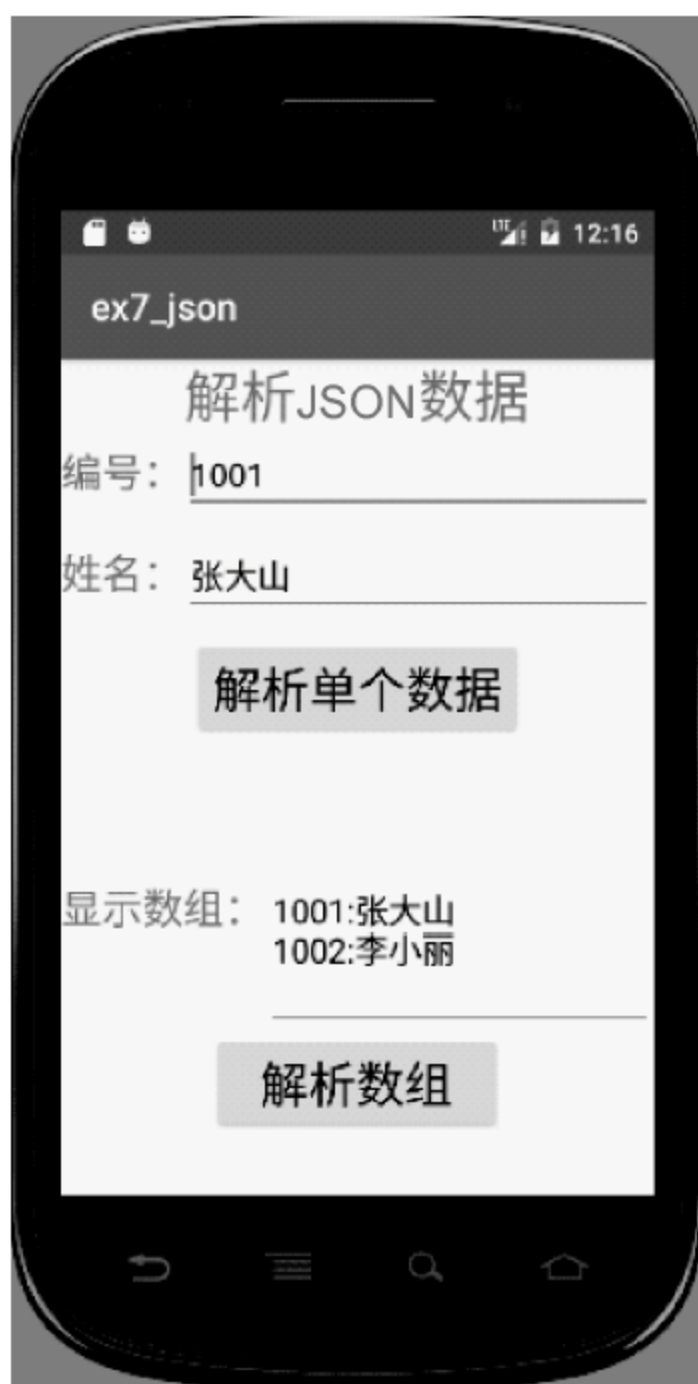 LTE 12:16
ex7_json
解析JSON数据
编号： 1001
姓名： 张大山
解析单个数据
显示数组： 1001:张大山
1002:李小丽
解析数组